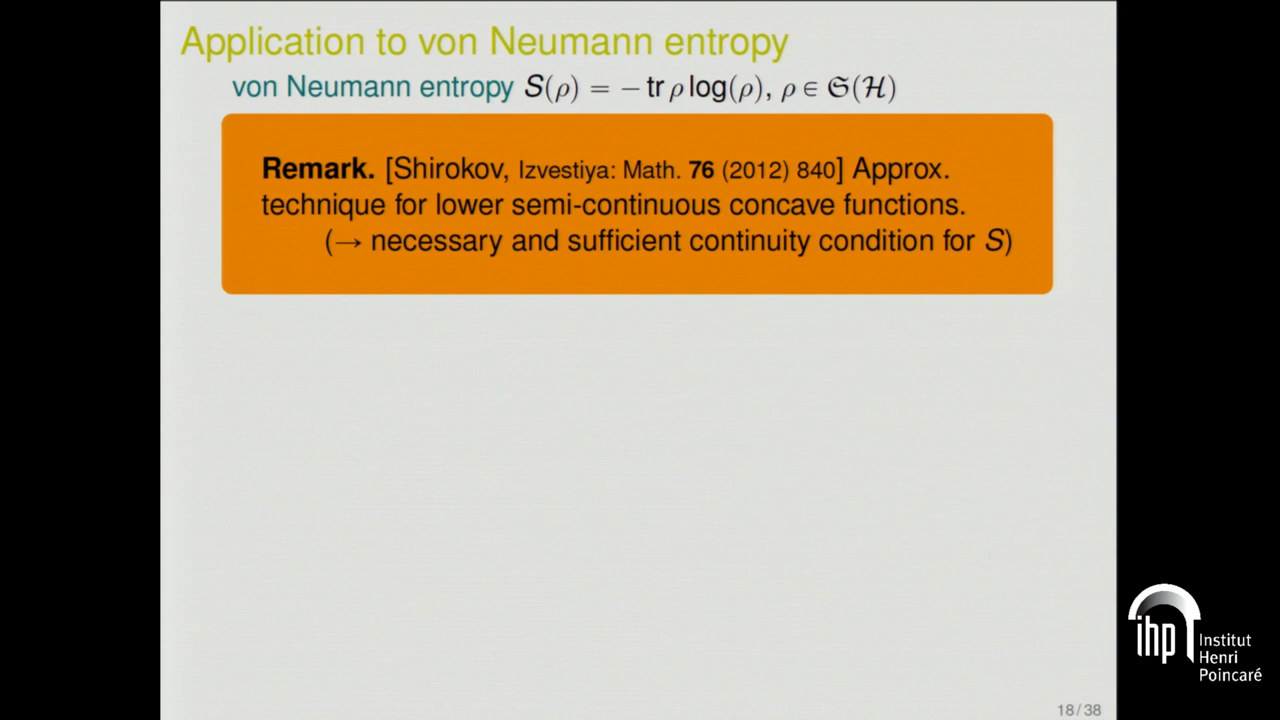 Application to von Neumann entropy
von Neumann entropy S(ρ) = − tr ρ log(ρ), ρ ∈ 𝔖(ℋ)
Remark. [Shirokov, Izvestiya: Math. 76 (2012) 840] Approx.
technique for lower semi-continuous concave functions.
(→ necessary and sufficient continuity condition for S)
ihp Institut
Henri
Poincaré
18/38